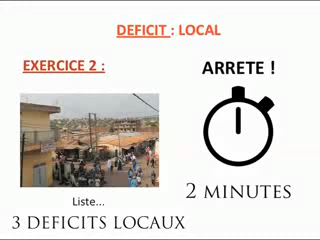 DEFICIT : LOCAL
EXERCICE 2 :
ARRETE !
Liste...
3 DEFICITS LOCAUX
2 MINUTES